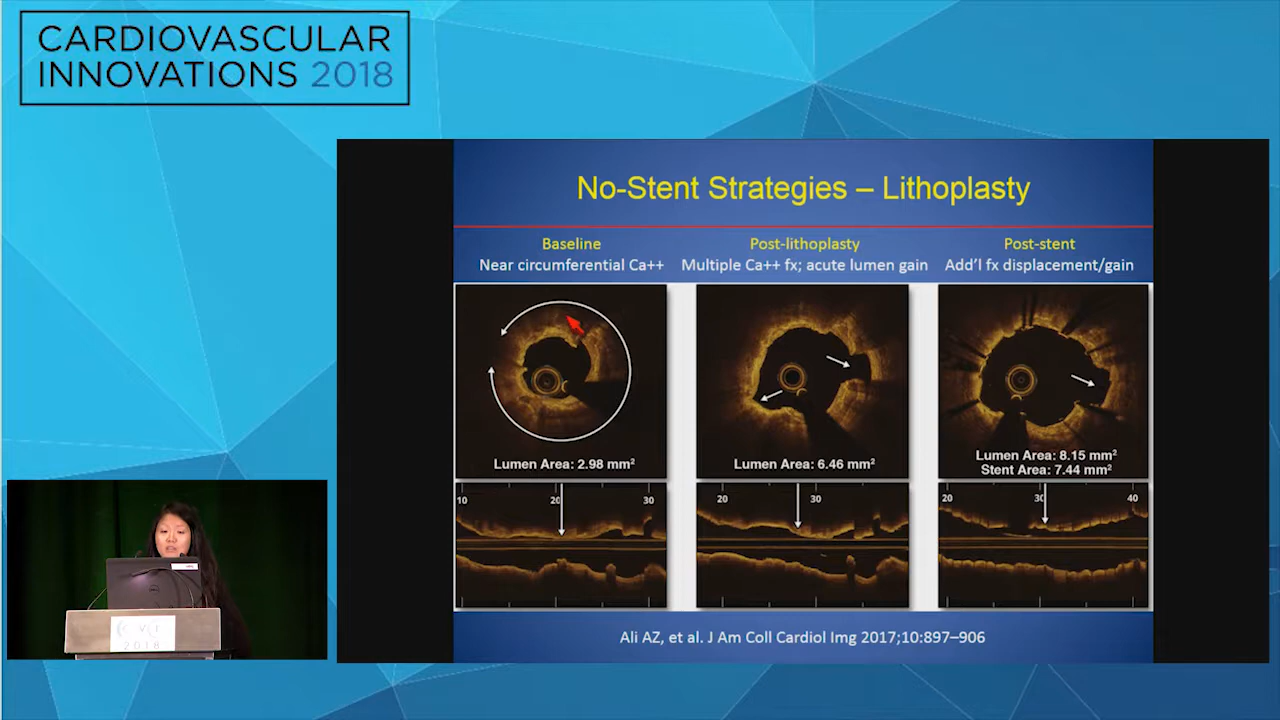 CARDIOVASCULAR
INNOVATIONS 2018
No-Stent Strategies – Lithoplasty
Baseline
Near circumferential Ca++
Post-lithoplasty
Multiple Ca++ fx; acute lumen gain
Post-stent
Add’l fx displacement/gain
Lumen Area: 2.98 mm²
Lumen Area: 6.46 mm²
Lumen Area: 8.15 mm²
Stent Area: 7.44 mm²
10 20 30
20 30
20 30 40
Ali AZ, et al. J Am Coll Cardiol Img 2017;10:897–906
2018